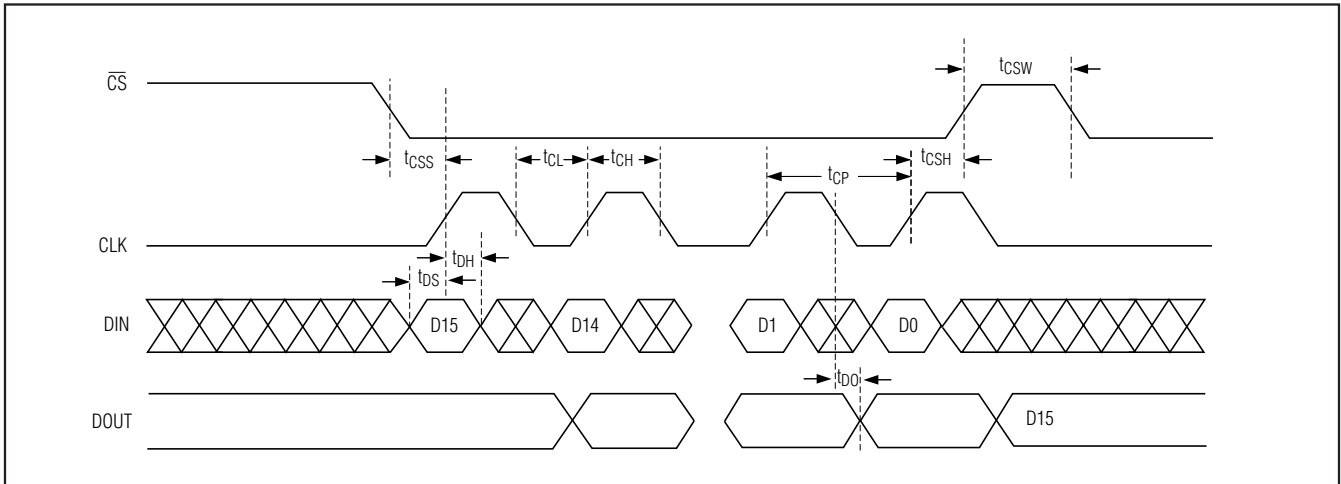 CS
tCSW
tCSS
tCL
tCH
tCP
tCSH
CLK
tDH
tDS
DIN
D15
D14
D1
D0
tDO
DOUT
D15